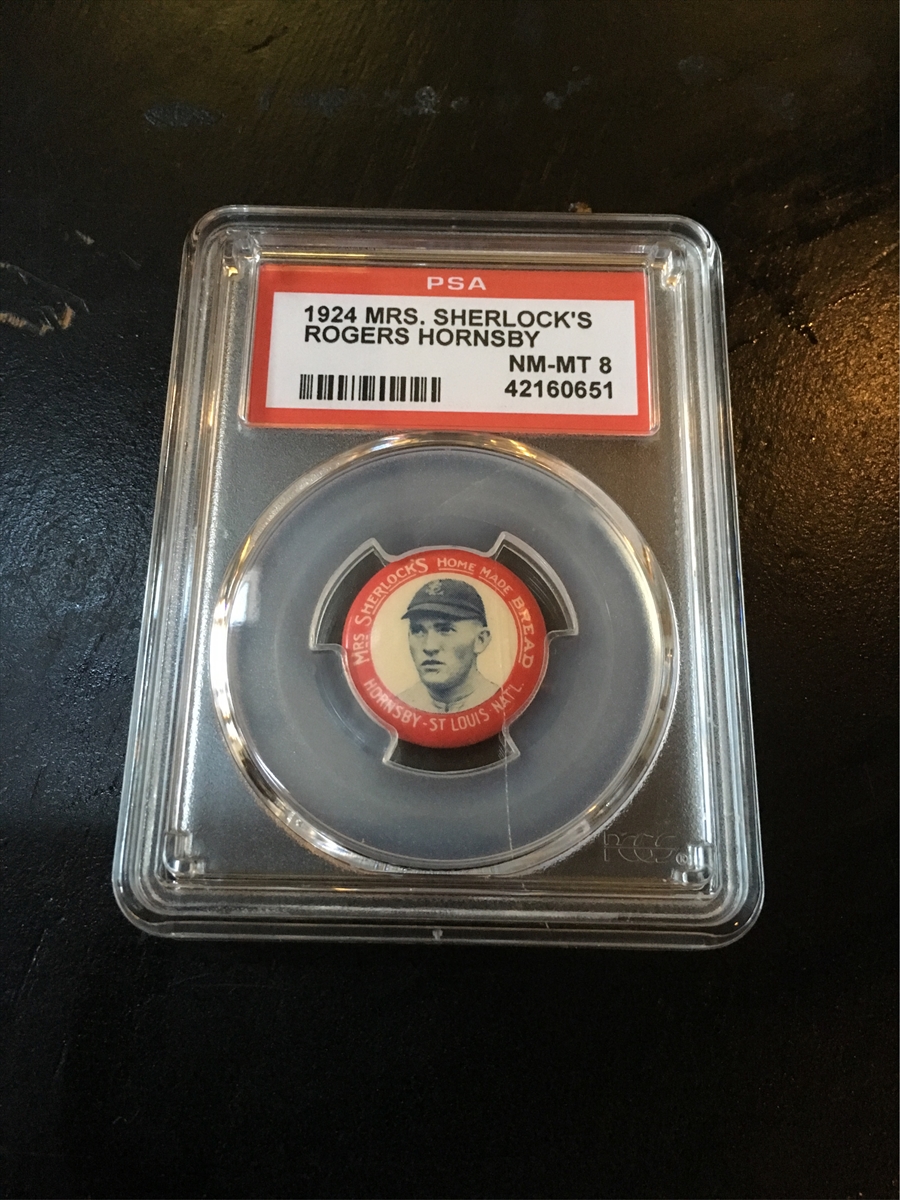 PSA
1924 MRS. SHERLOCK'S
ROGERS HORNSBY
NM-MT 8
42160651
MRS SHERLOCK'S HOME MADE BREAD
HORNSBY-ST LOUIS NAT'L.
PCGS